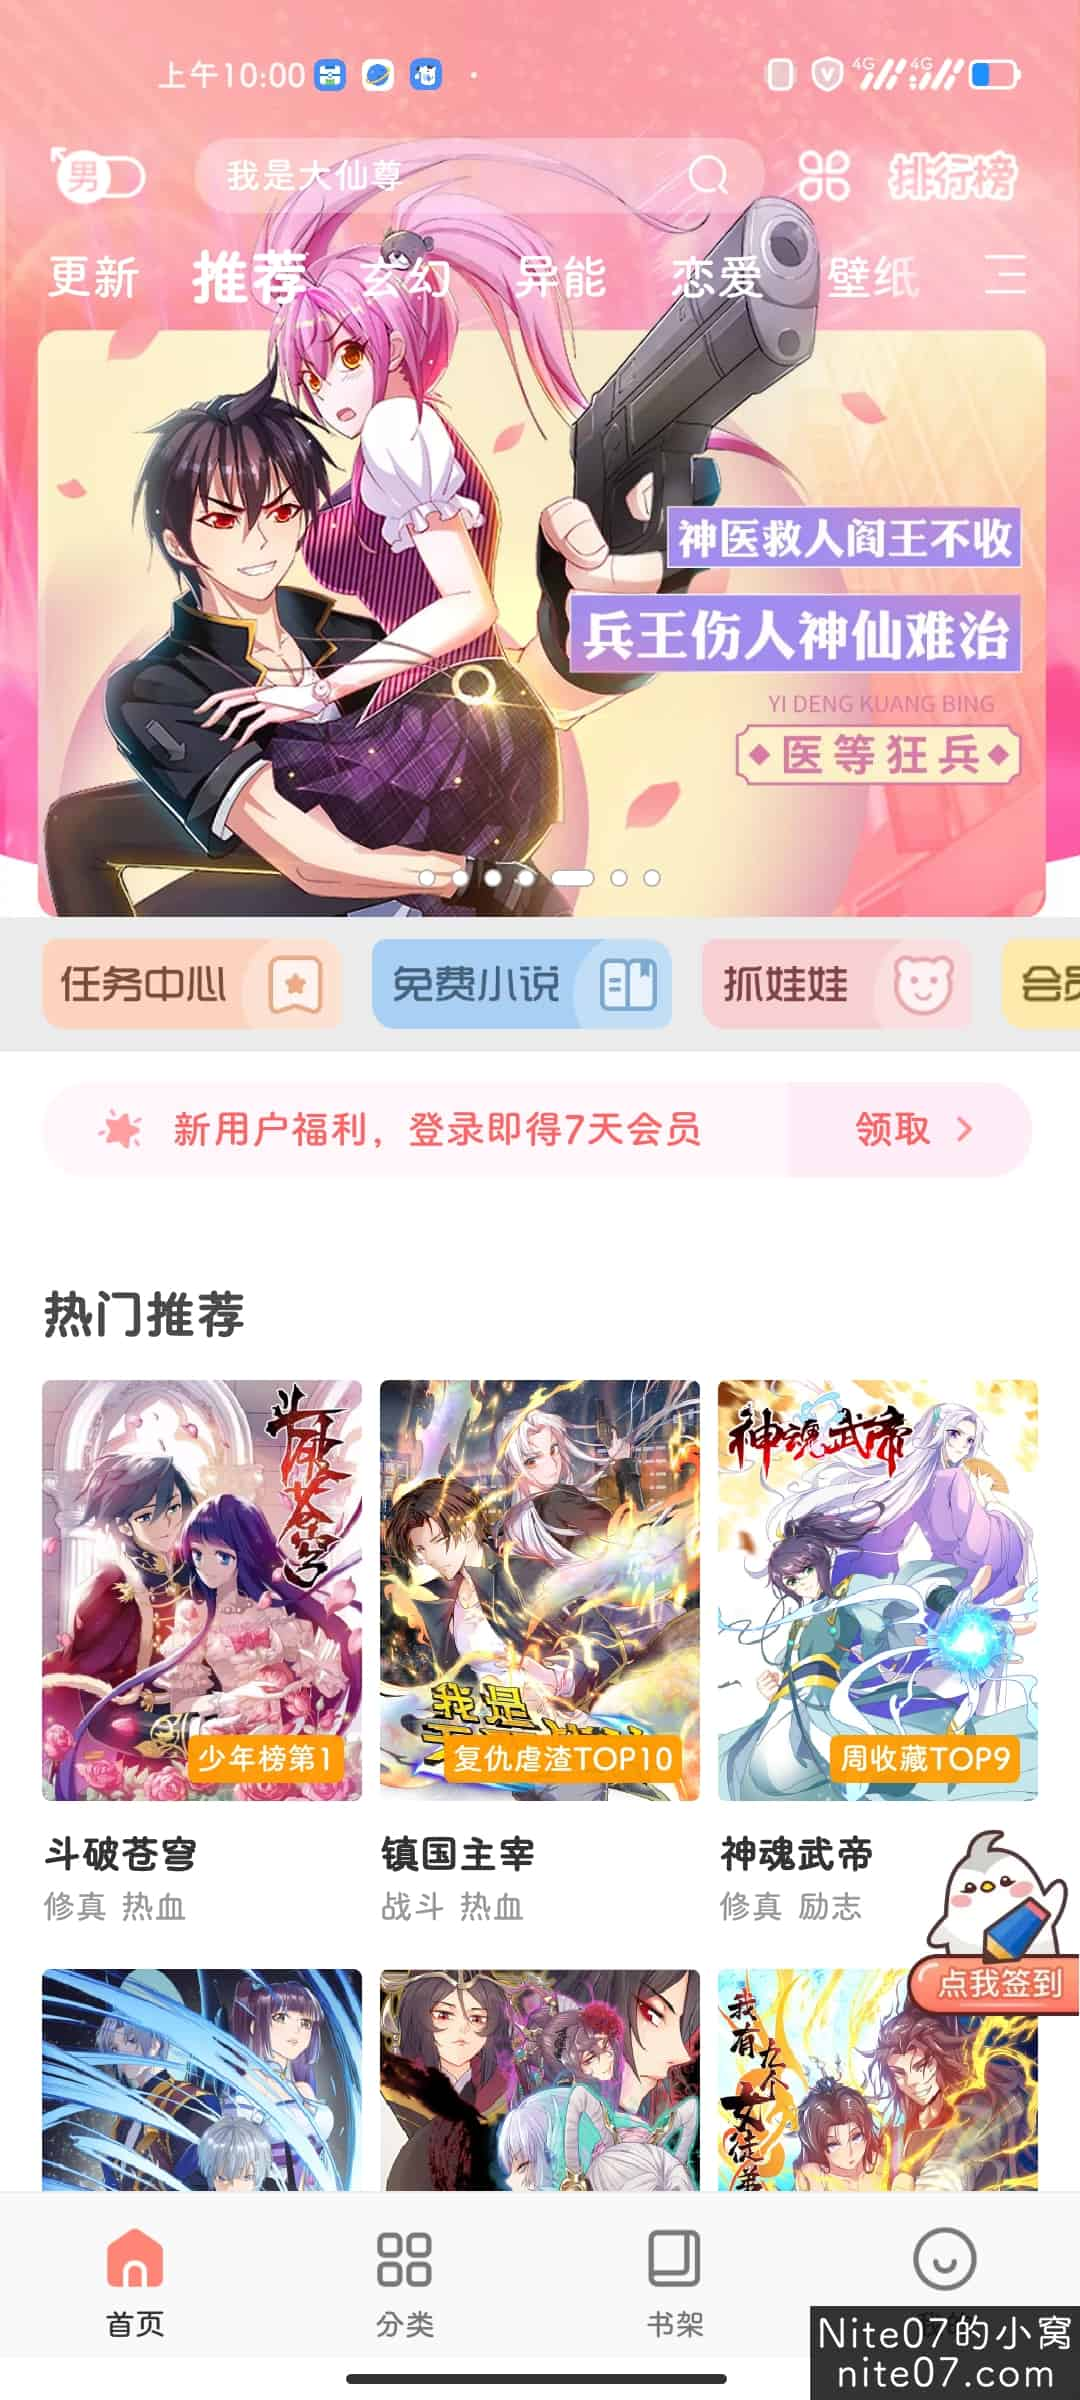 上午10:00
4G 4G
男
我是大仙尊
排行榜
更新 推荐 玄幻 异能 恋爱 壁纸
神医救人阎王不收
兵王伤人神仙难治
YI DENG KUANG BING
医等狂兵
任务中心 免费小说 抓娃娃 会员
新用户福利，登录即得7天会员 领取
热门推荐
斗破苍穹
我是
神魂武帝
少年榜第1
复仇虐渣TOP10
周收藏TOP9
斗破苍穹 镇国主宰 神魂武帝
修真 热血 战斗 热血 修真 励志
点我签到
我有九个女徒弟
首页 分类 书架
Nite07的小窝
nite07.com